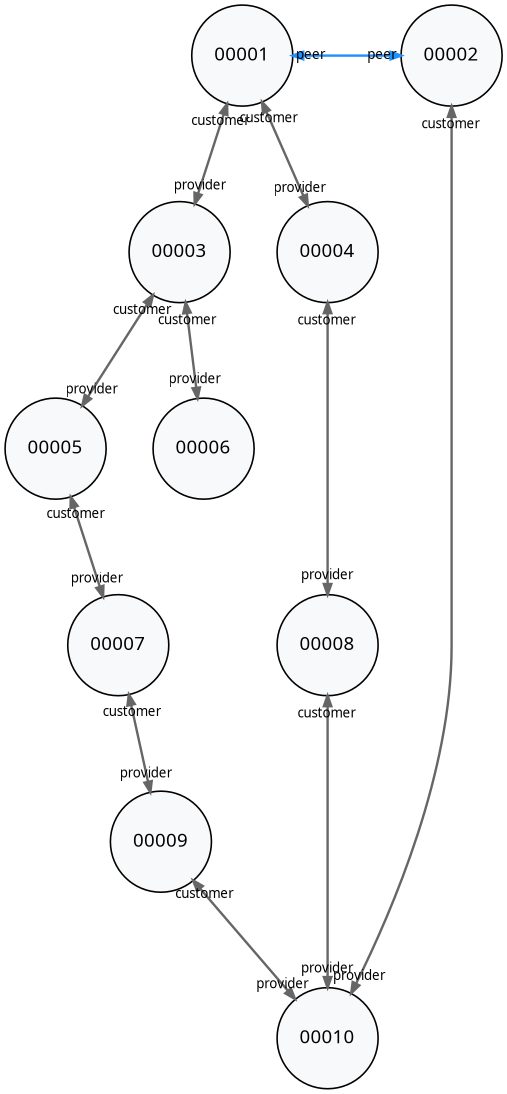 00001
00002
peer
peer
customer
customer
customer
provider
provider
00003
00004
customer
customer
customer
provider
provider
00005
00006
customer
provider
provider
00007
00008
customer
customer
provider
00009
customer
provider
provider
provider
00010